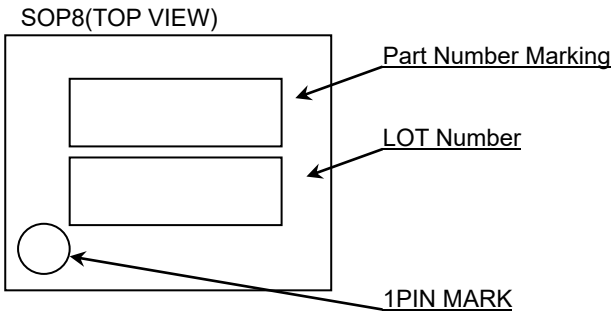 SOP8(TOP VIEW)
Part Number Marking
LOT Number
1PIN MARK